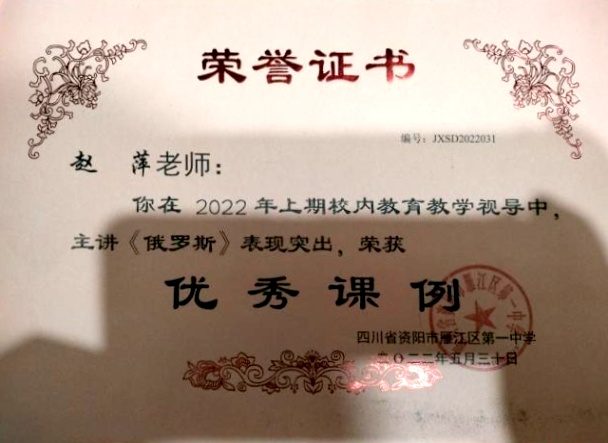 荣誉证书
编号：JXSD2022031
赵 萍老师：
你在 2022 年上期校内教育教学视导中，
主讲《俄罗斯》表现突出，荣获
优秀课例
四川省资阳市雁江区第一中学
二〇二二年五月三十日